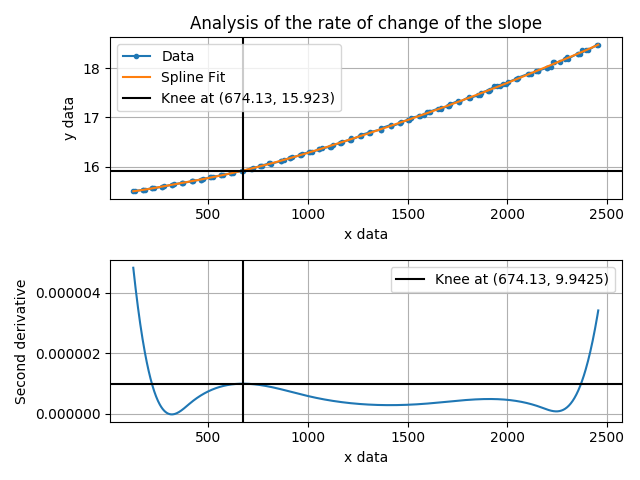 Analysis of the rate of change of the slope
Data
Spline Fit
Knee at (674.13, 15.923)
18
17
16
y data
500 1000 1500 2000 2500
x data
Knee at (674.13, 9.9425)
0.000004
0.000002
0.000000
Second derivative
500 1000 1500 2000 2500
x data